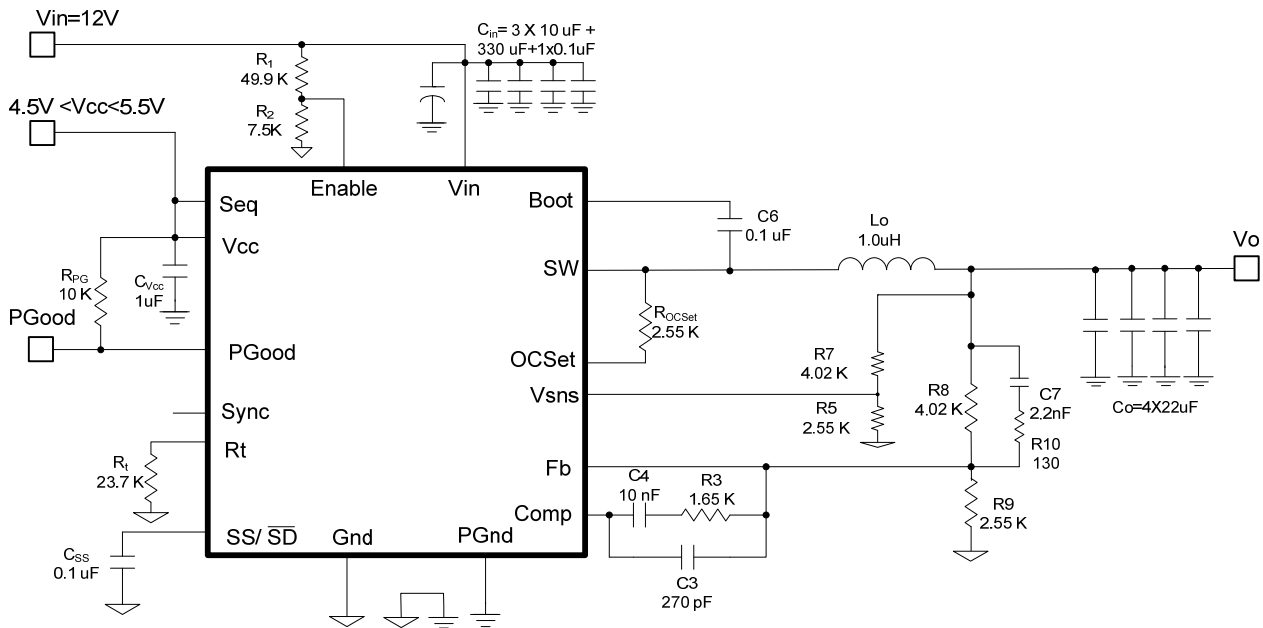 Vin=12V
Cin= 3 X 10 uF +
330 uF+1x0.1uF
R1
49.9 K
4.5V <Vcc<5.5V
R2
7.5K
Enable
Vin
Boot
Seq
C6
0.1 uF
Lo
1.0uH
Vo
Vcc
SW
RPG
10 K
CVcc
1uF
ROCSet
2.55 K
PGood
PGood
OCSet
R7
4.02 K
Vsns
R8
4.02 K
C7
2.2nF
Co=4X22uF
Sync
R5
2.55 K
R10
130
Rt
Rt
23.7 K
Fb
C4
10 nF
R3
1.65 K
R9
2.55 K
Comp
SS/ SD
Gnd
PGnd
CSS
0.1 uF
C3
270 pF